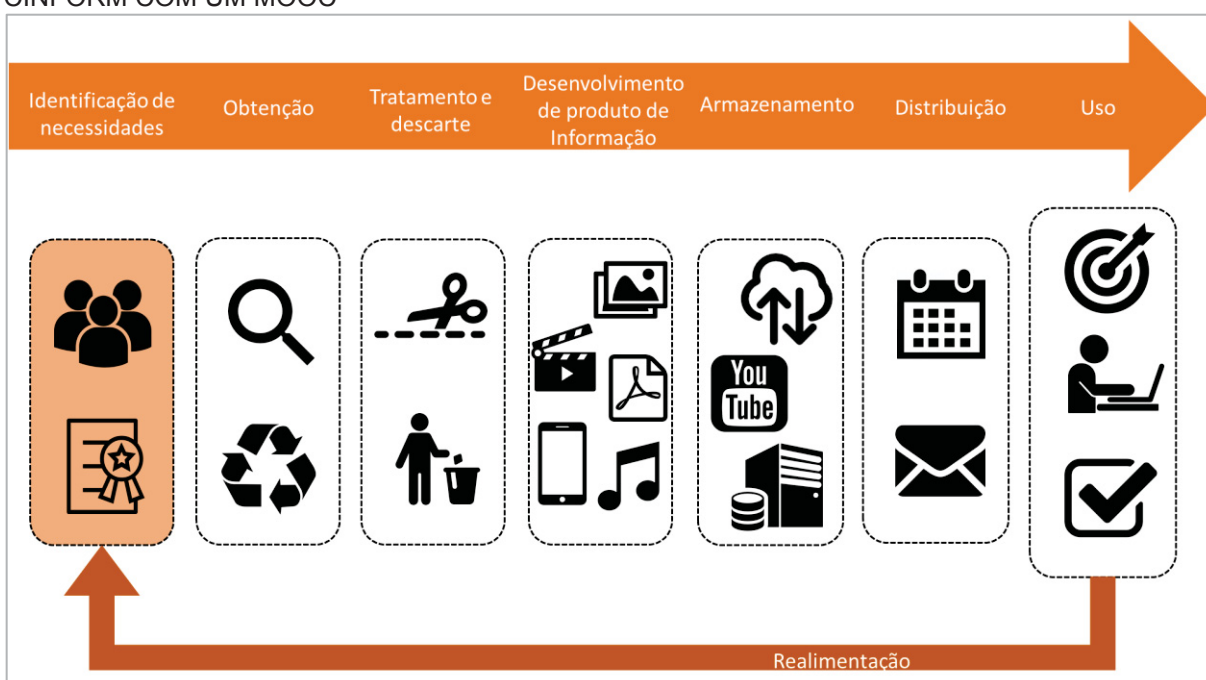 Identificação de
necessidades
Obtenção
Tratamento e
descarte
Desenvolvimento
de produto de
Informação
Armazenamento
Distribuição
Uso
You
Tube
Realimentação